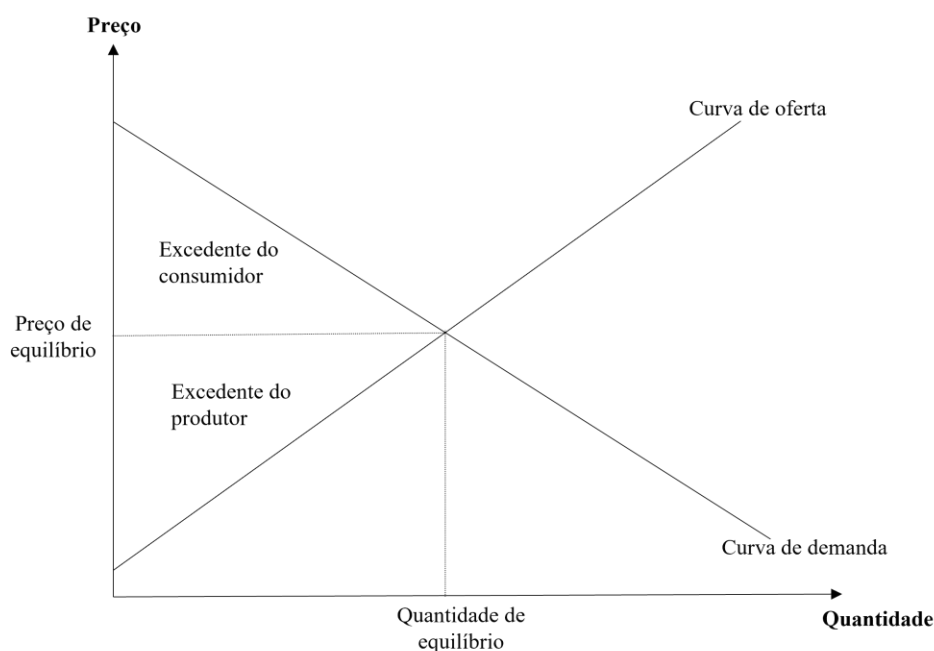 Preço
Curva de oferta
Excedente do
consumidor
Preço de
equilíbrio
Excedente do
produtor
Curva de demanda
Quantidade de
equilíbrio
Quantidade